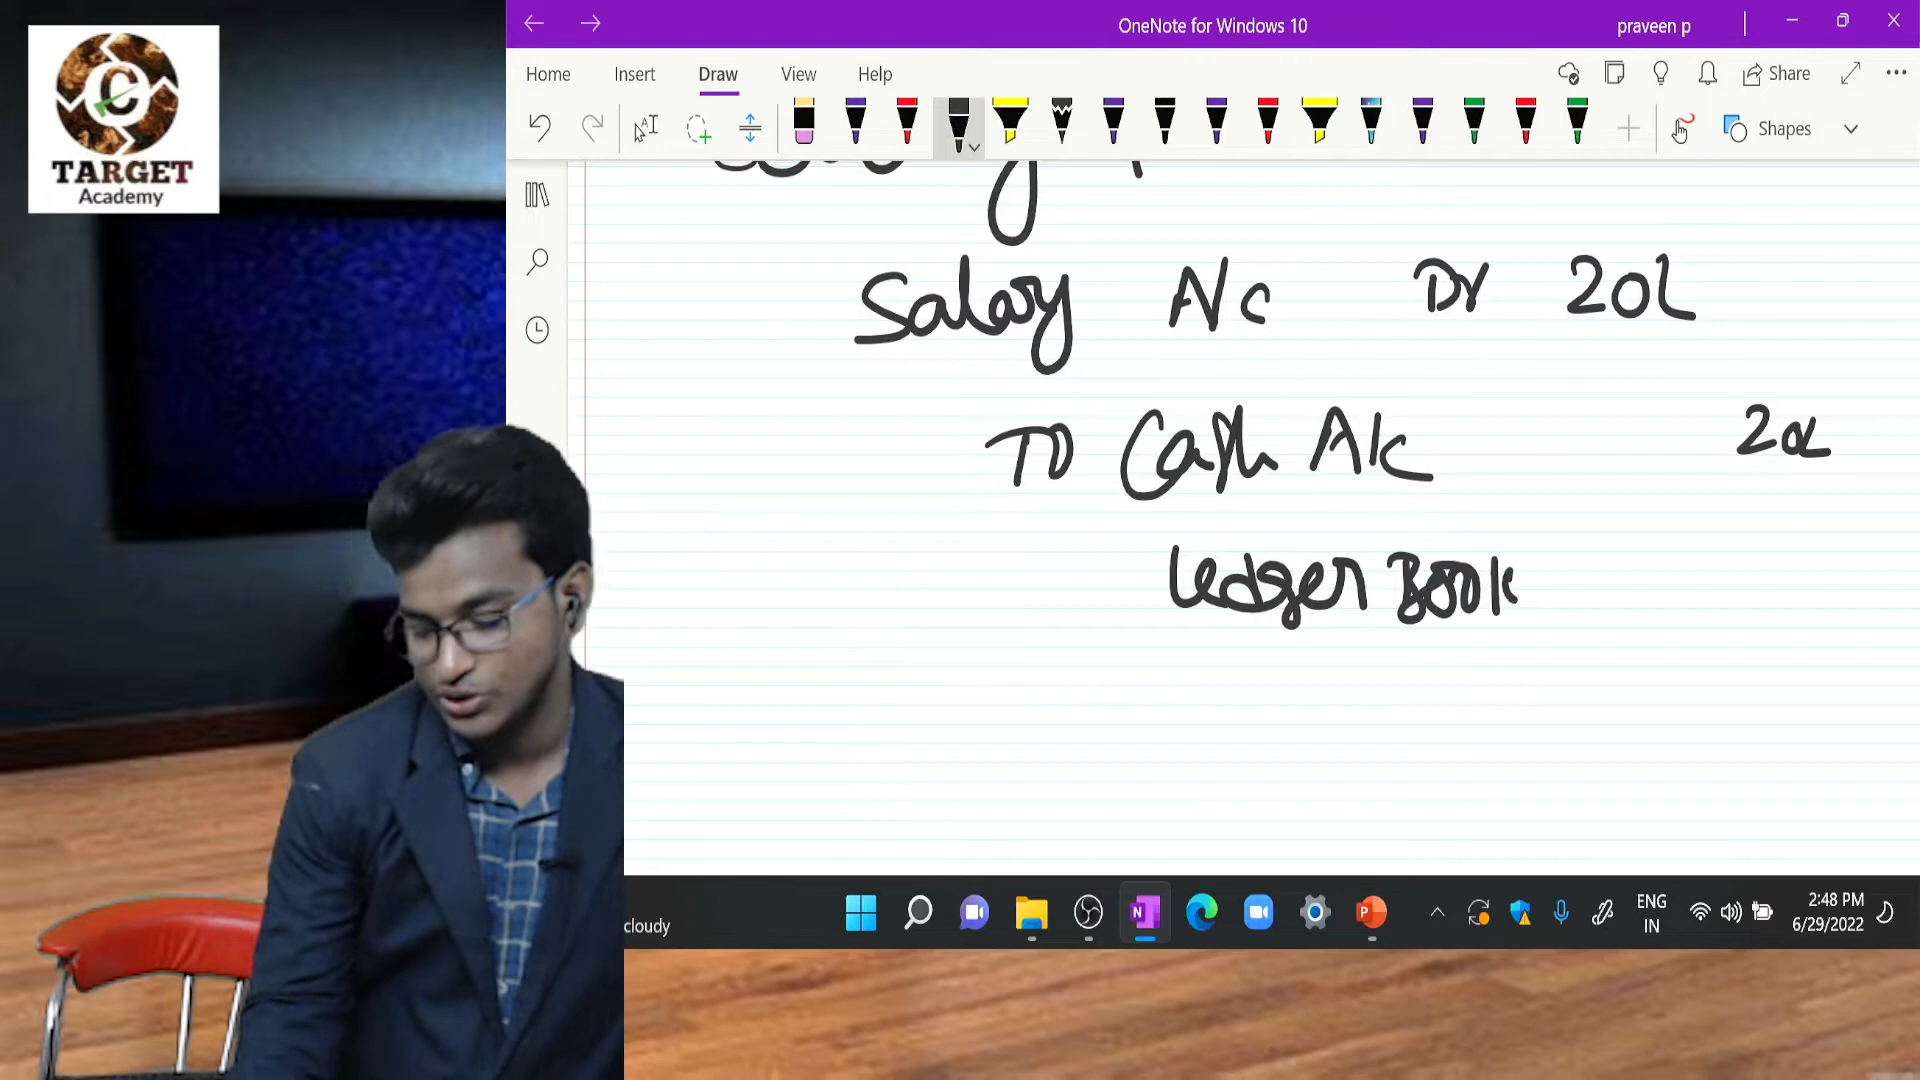 OneNote for Windows 10
praveen p
Home Insert Draw View Help
Share
Shapes
TARGET
Academy
Salary A/c Dr 20L
TO Cash A/c 20L
Ledger Book
cloudy
ENG
IN
2:48 PM
6/29/2022